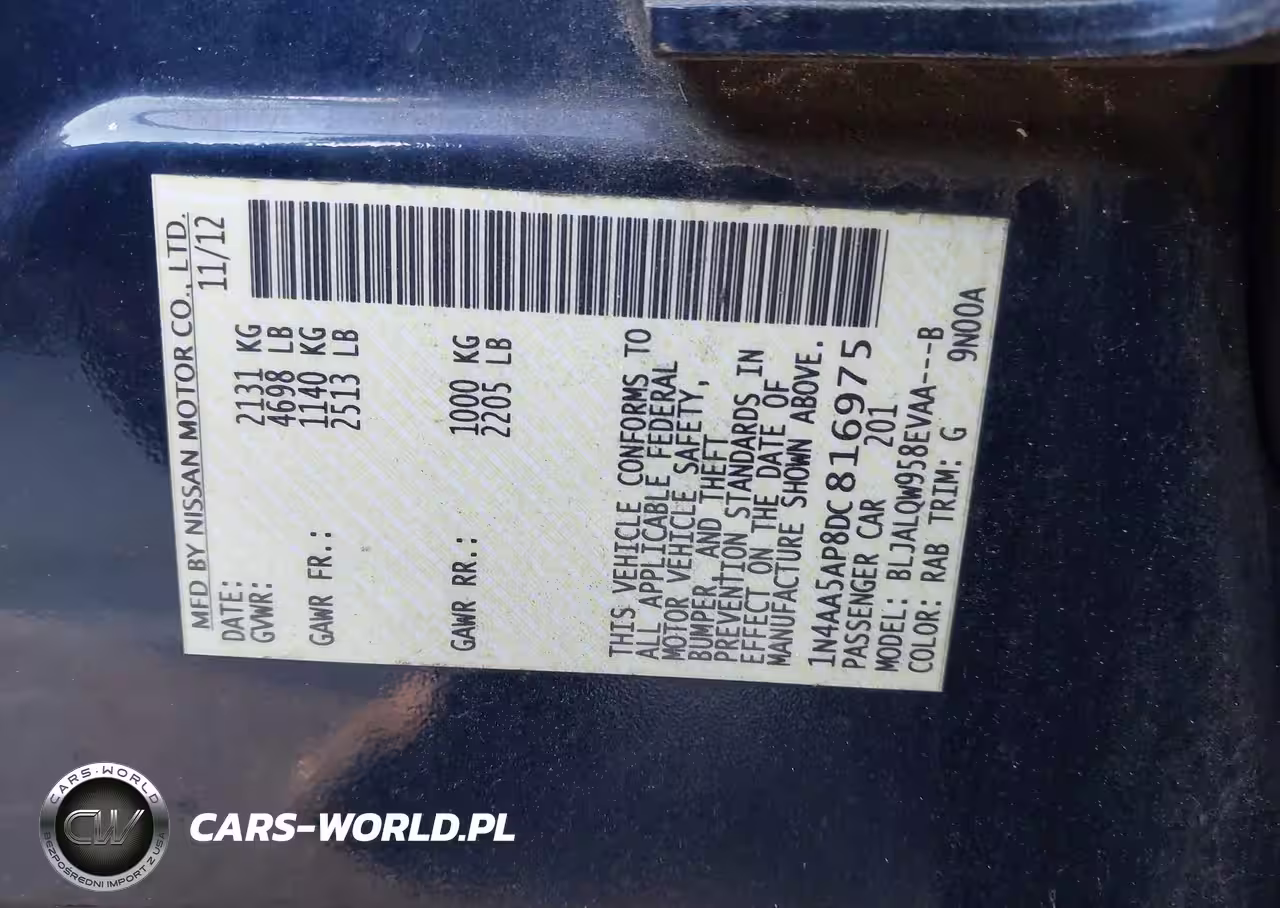 MFD BY NISSAN MOTOR CO., LTD.
DATE: 11/12
GVWR: 2131 KG
4698 LB
GAWR FR.: 1140 KG
2513 LB
GAWR RR.: 1000 KG
2205 LB
THIS VEHICLE CONFORMS TO
ALL APPLICABLE FEDERAL
MOTOR VEHICLE SAFETY,
BUMPER, AND THEFT
PREVENTION STANDARDS IN
EFFECT ON THE DATE OF
MANUFACTURE SHOWN ABOVE.
1N4AA5AP8DC816975
PASSENGER CAR 201
MODEL: BLJALQW958EVAA---B
COLOR: RAB TRIM: G 9N00A
CARS-WORLD
CW
BEZPOŚREDNI IMPORT Z USA
CARS-WORLD.PL